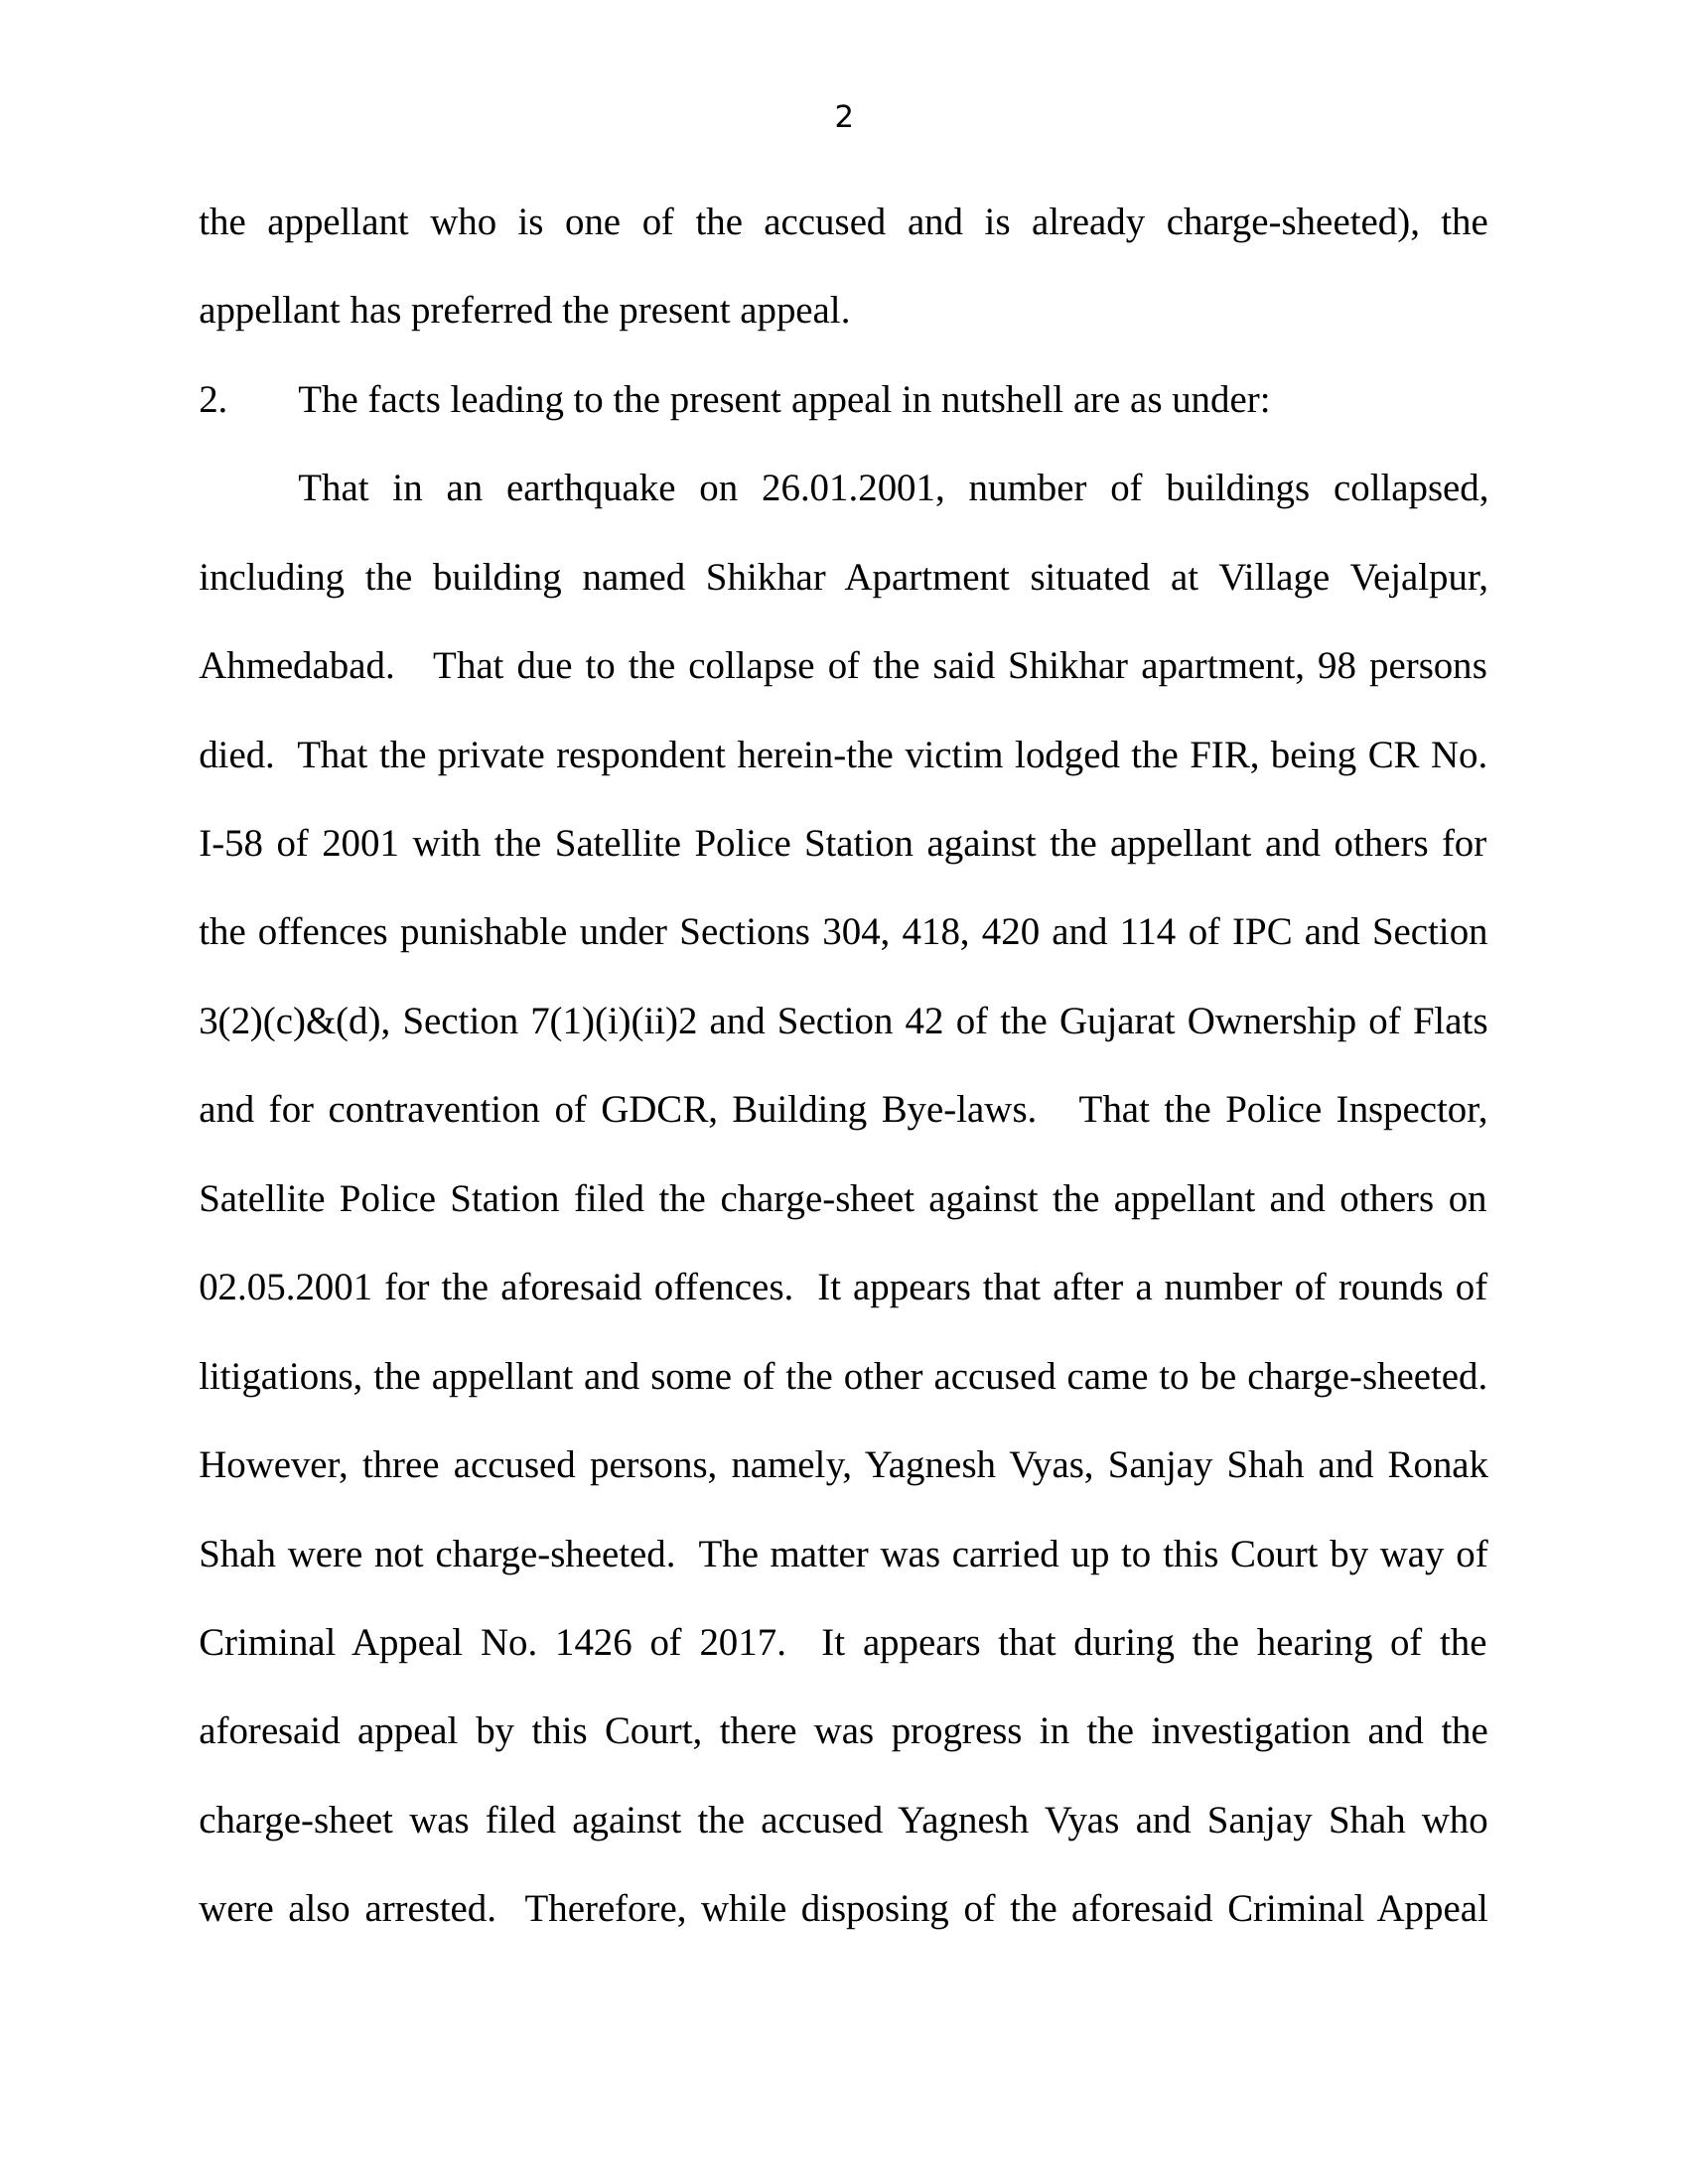 2
the appellant who is one of the accused and is already charge-sheeted), the
appellant has preferred the present appeal.
2. The facts leading to the present appeal in nutshell are as under:
That in an earthquake on 26.01.2001, number of buildings collapsed,
including the building named Shikhar Apartment situated at Village Vejalpur,
Ahmedabad. That due to the collapse of the said Shikhar apartment, 98 persons
died. That the private respondent herein-the victim lodged the FIR, being CR No.
I-58 of 2001 with the Satellite Police Station against the appellant and others for
the offences punishable under Sections 304, 418, 420 and 114 of IPC and Section
3(2)(c)&(d), Section 7(1)(i)(ii)2 and Section 42 of the Gujarat Ownership of Flats
and for contravention of GDCR, Building Bye-laws. That the Police Inspector,
Satellite Police Station filed the charge-sheet against the appellant and others on
02.05.2001 for the aforesaid offences. It appears that after a number of rounds of
litigations, the appellant and some of the other accused came to be charge-sheeted.
However, three accused persons, namely, Yagnesh Vyas, Sanjay Shah and Ronak
Shah were not charge-sheeted. The matter was carried up to this Court by way of
Criminal Appeal No. 1426 of 2017. It appears that during the hearing of the
aforesaid appeal by this Court, there was progress in the investigation and the
charge-sheet was filed against the accused Yagnesh Vyas and Sanjay Shah who
were also arrested. Therefore, while disposing of the aforesaid Criminal Appeal